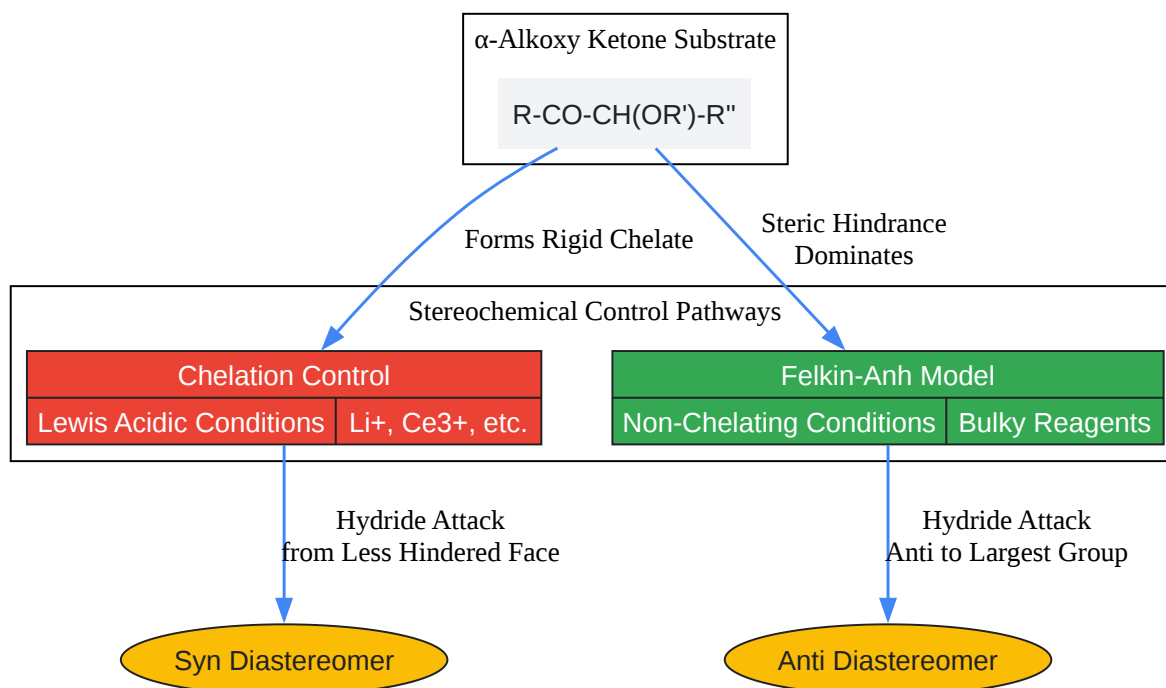 α-Alkoxy Ketone Substrate
R-CO-CH(OR')-R"
Forms Rigid Chelate
Steric Hindrance
Dominates
Stereochemical Control Pathways
Chelation Control
Lewis Acidic Conditions
Li+, Ce3+, etc.
Felkin-Anh Model
Non-Chelating Conditions
Bulky Reagents
Hydride Attack
from Less Hindered Face
Hydride Attack
Anti to Largest Group
Syn Diastereomer
Anti Diastereomer